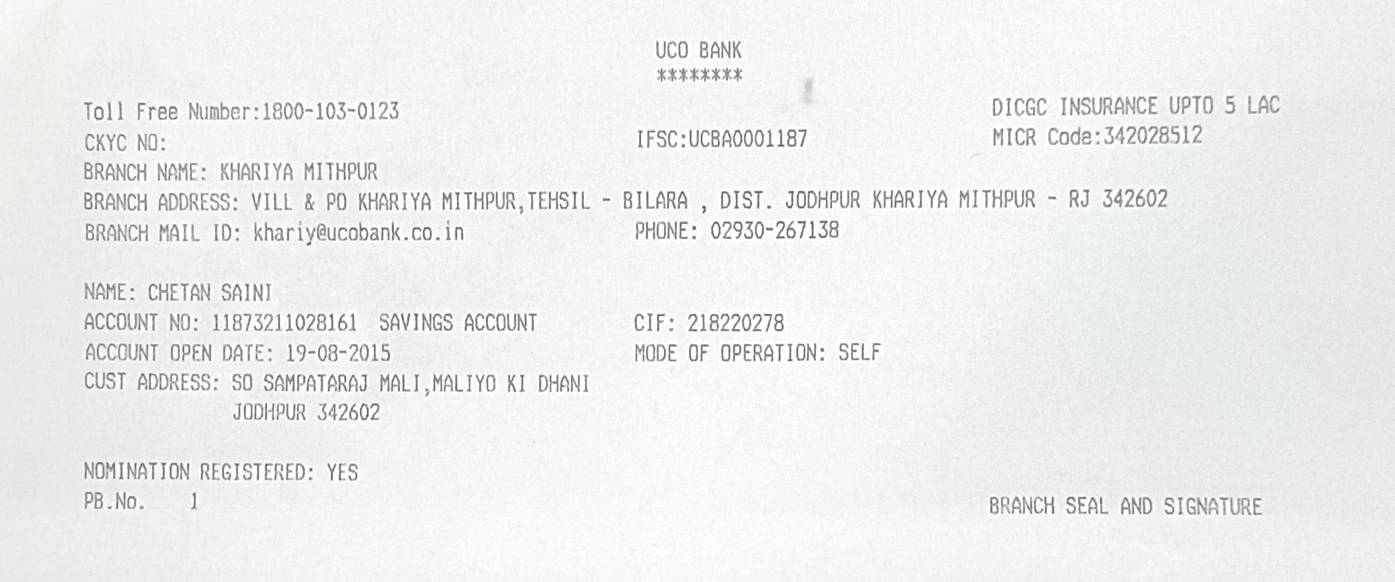 UCO BANK
********
Toll Free Number:1800-103-0123 DICGC INSURANCE UPTO 5 LAC
CKYC NO: IFSC:UCBA0001187 MICR Code:342028512
BRANCH NAME: KHARIYA MITHPUR
BRANCH ADDRESS: VILL & PO KHARIYA MITHPUR,TEHSIL - BILARA , DIST. JODHPUR KHARIYA MITHPUR - RJ 342602
BRANCH MAIL ID: khariy@ucobank.co.in PHONE: 02930-267138
NAME: CHETAN SAINI
ACCOUNT NO: 11873211028161 SAVINGS ACCOUNT CIF: 218220278
ACCOUNT OPEN DATE: 19-08-2015 MODE OF OPERATION: SELF
CUST ADDRESS: SO SAMPATARAJ MALI,MALIYO KI DHANI
JODHPUR 342602
NOMINATION REGISTERED: YES
PB.No. 1 BRANCH SEAL AND SIGNATURE